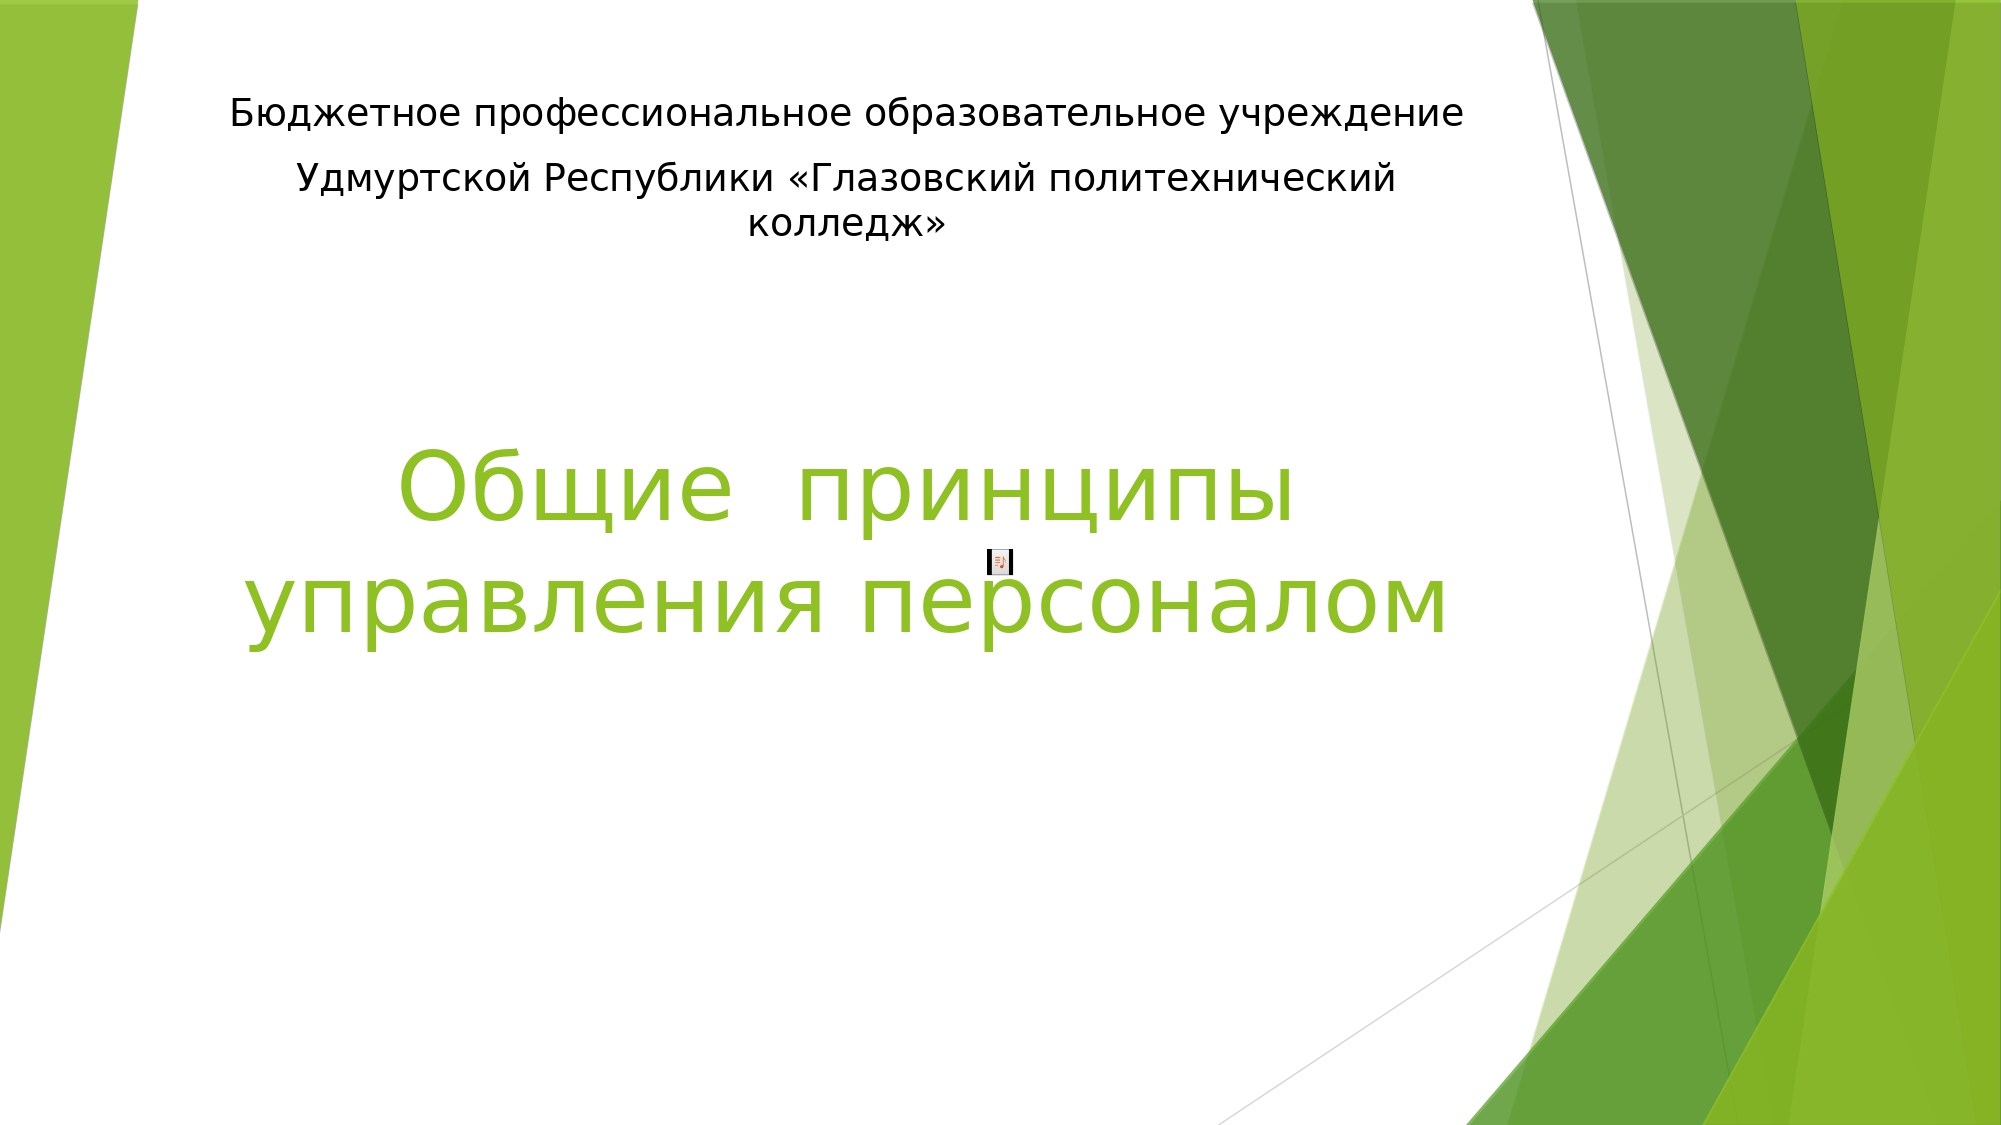 Бюджетное профессиональное образовательное учреждение
Удмуртской Республики «Глазовский политехнический
колледж»
Общие принципы
управления персоналом